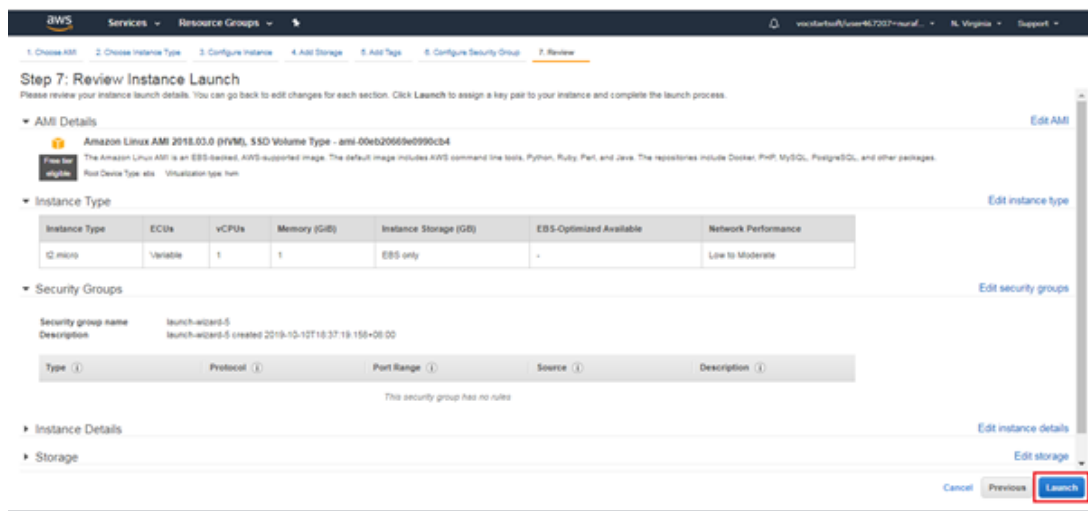 aws Services Resource Groups vocstartsoft/user467207=nuraf... N. Virginia Support
1. Choose AMI 2. Choose Instance Type 3. Configure Instance 4. Add Storage 5. Add Tags 6. Configure Security Group 7. Review
Step 7: Review Instance Launch
Please review your instance launch details. You can go back to edit changes for each section. Click Launch to assign a key pair to your instance and complete the launch process.
AMI Details Edit AMI
Amazon Linux AMI 2018.03.0 (HVM), SSD Volume Type - ami-00eb20669e0990cb4
Free tier eligible
The Amazon Linux AMI is an EBS-backed, AWS-supported image. The default image includes AWS command line tools, Python, Ruby, Perl, and Java. The repositories include Docker, PHP, MySQL, PostgreSQL, and other packages.
Root Device Type: ebs Virtualization type: hvm
Instance Type Edit instance type
Instance Type ECUs vCPUs Memory (GiB) Instance Storage (GB) EBS-Optimized Available Network Performance
t2.micro Variable 1 1 EBS only - Low to Moderate
Security Groups Edit security groups
Security group name launch-wizard-5
Description launch-wizard-5 created 2019-10-10T18:37:19.158+06:00
Type Protocol Port Range Source Description
This security group has no rules
Instance Details Edit instance details
Storage Edit storage
Cancel Previous Launch